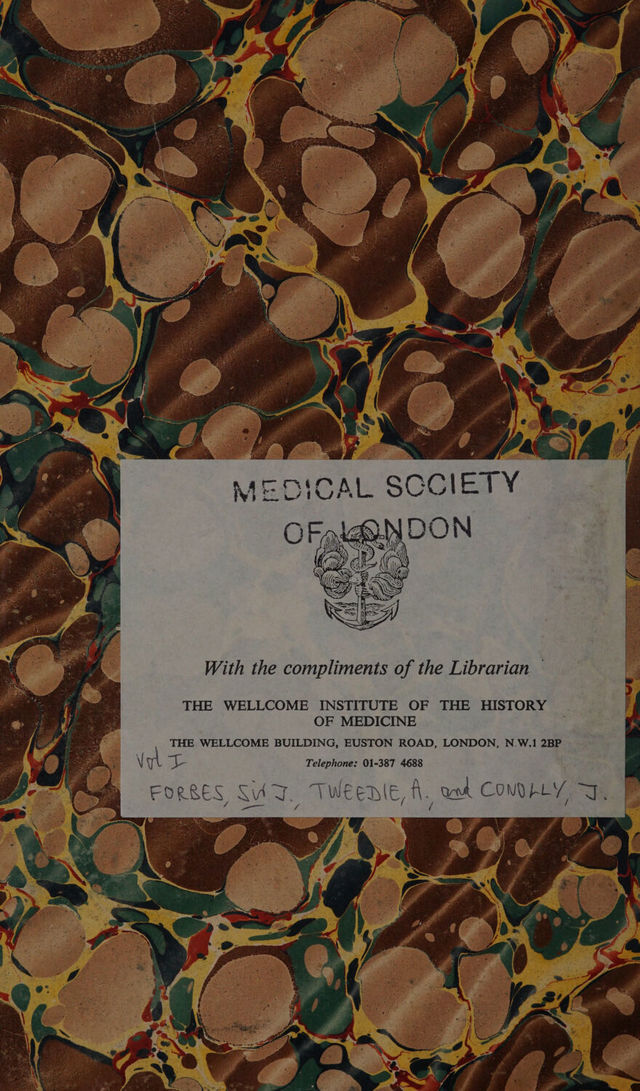 MEDICAL SOCIETY
OF LONDON
With the compliments of the Librarian
THE WELLCOME INSTITUTE OF THE HISTORY
OF MEDICINE
THE WELLCOME BUILDING, EUSTON ROAD, LONDON, N.W.1 2BP
Telephone: 01-387 4688
Vol I
FORBES, Sir J., TWEEDIE, A., and CONOLLY, J.